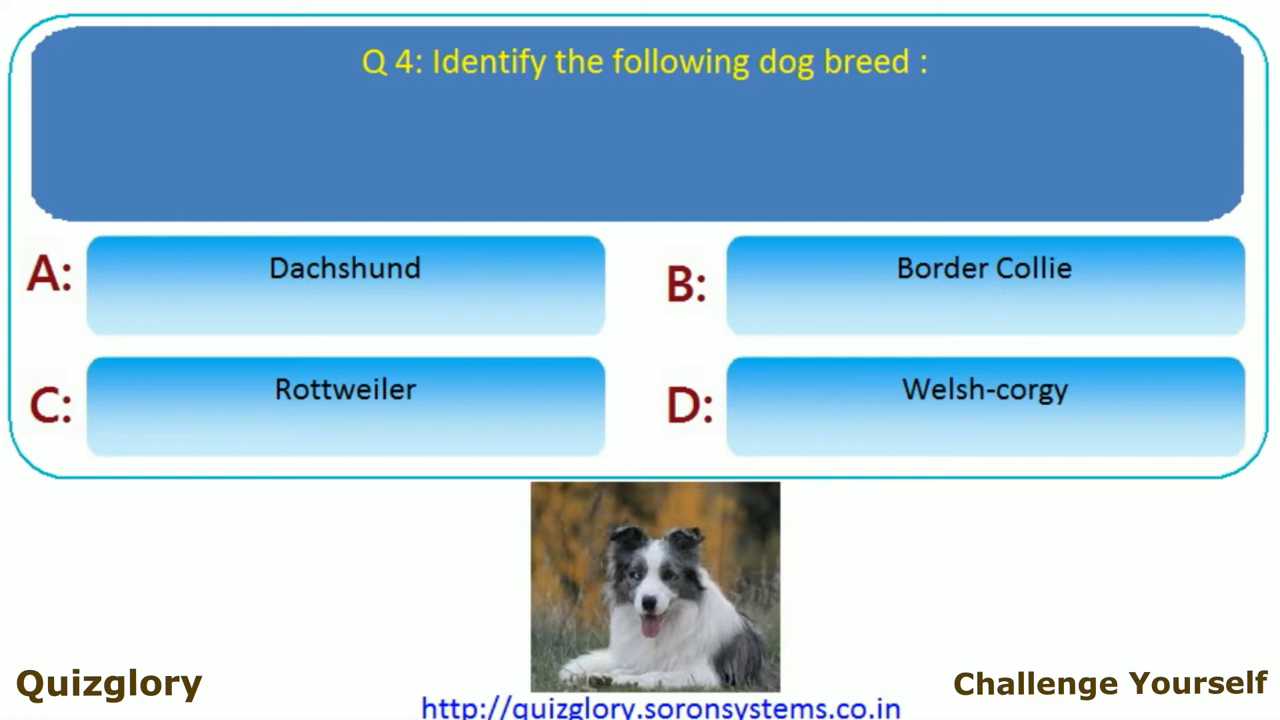 Q 4: Identify the following dog breed :
A: Dachshund
B: Border Collie
C: Rottweiler
D: Welsh-corgy
Quizglory
Challenge Yourself
http://quizglory.soronsystems.co.in